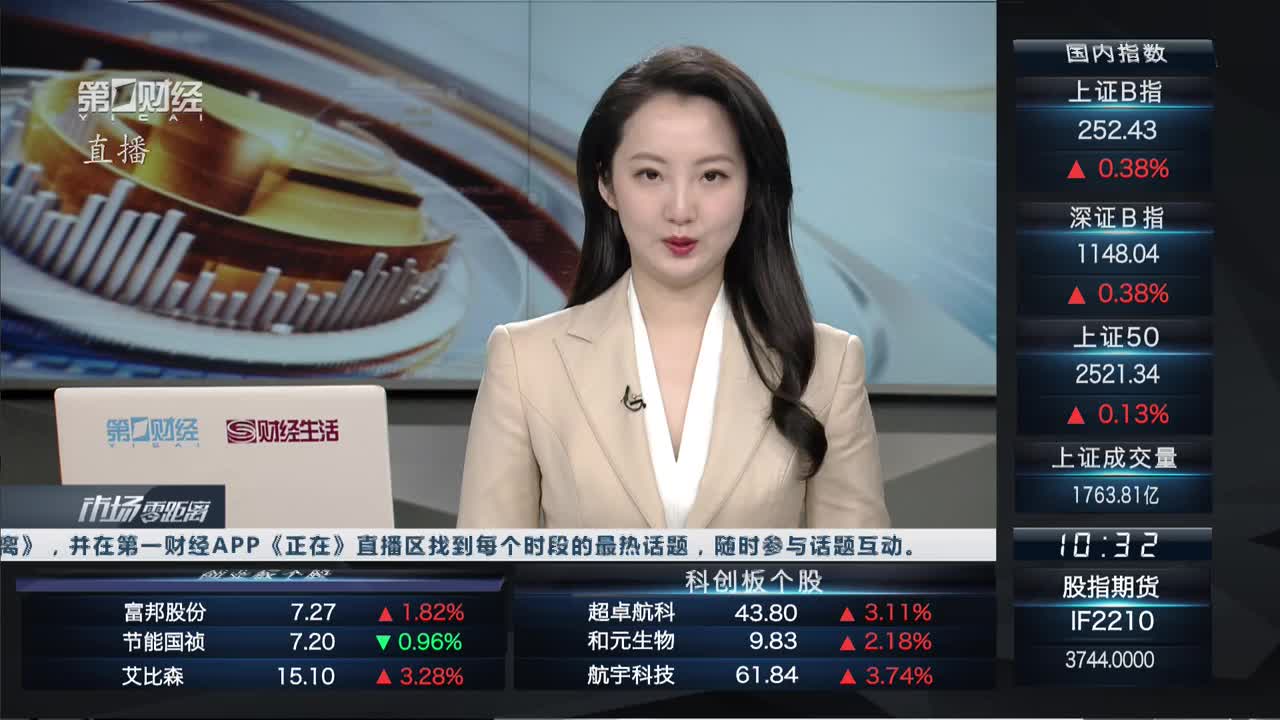 第一财经
YICAI
直播
第一财经
YICAI
财经生活
市场零距离
离》，并在第一财经APP《正在》直播区找到每个时段的最热话题，随时参与话题互动。
创业板个股
富邦股份 7.27 ▲ 1.82%
节能国祯 7.20 ▼ 0.96%
艾比森 15.10 ▲ 3.28%
科创板个股
超卓航科 43.80 ▲ 3.11%
和元生物 9.83 ▲ 2.18%
航宇科技 61.84 ▲ 3.74%
国内指数
上证B指
252.43
▲ 0.38%
深证B指
1148.04
▲ 0.38%
上证50
2521.34
▲ 0.13%
上证成交量
1763.81亿
10:32
股指期货
IF2210
3744.0000